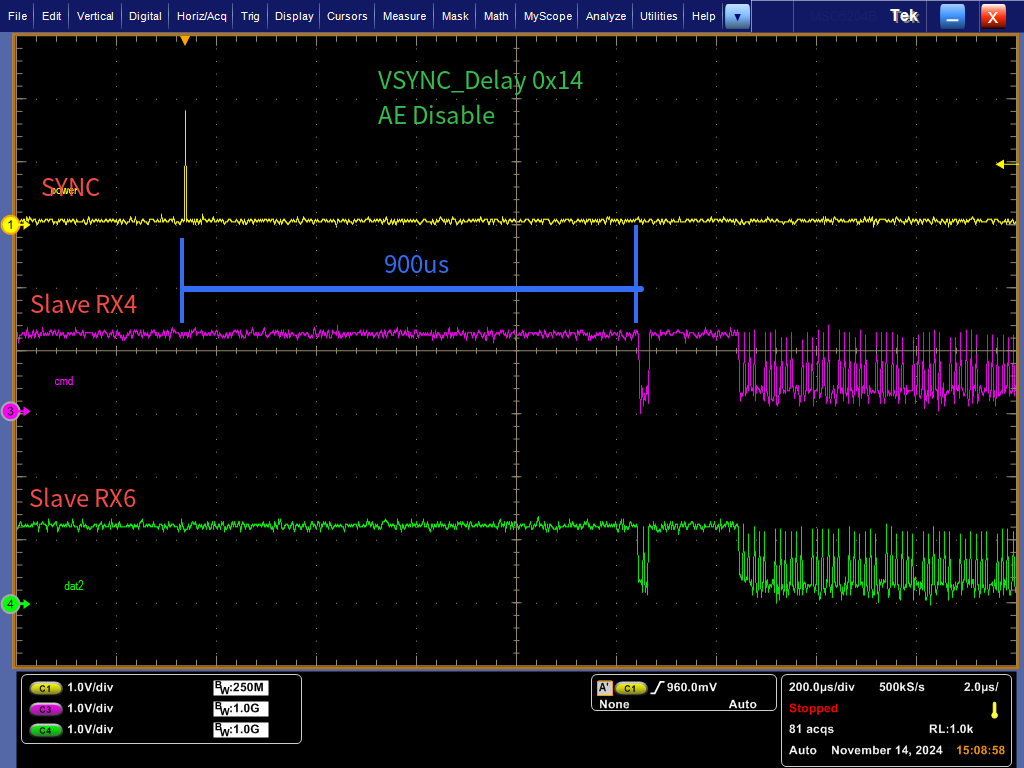 File Edit Vertical Digital Horiz/Acq Trig Display Cursors Measure Mask Math MyScope Analyze Utilities Help Tek X
VSYNC_Delay 0x14
AE Disable
SYNC
power
1
900us
Slave RX4
cmd
3
Slave RX6
dat2
4
C1 1.0V/div BW:250M
C3 1.0V/div BW:1.0G
C4 1.0V/div BW:1.0G
A' C1 960.0mV
None Auto
200.0µs/div 500kS/s 2.0µs/
Stopped
81 acqs RL:1.0k
Auto November 14, 2024 15:08:58